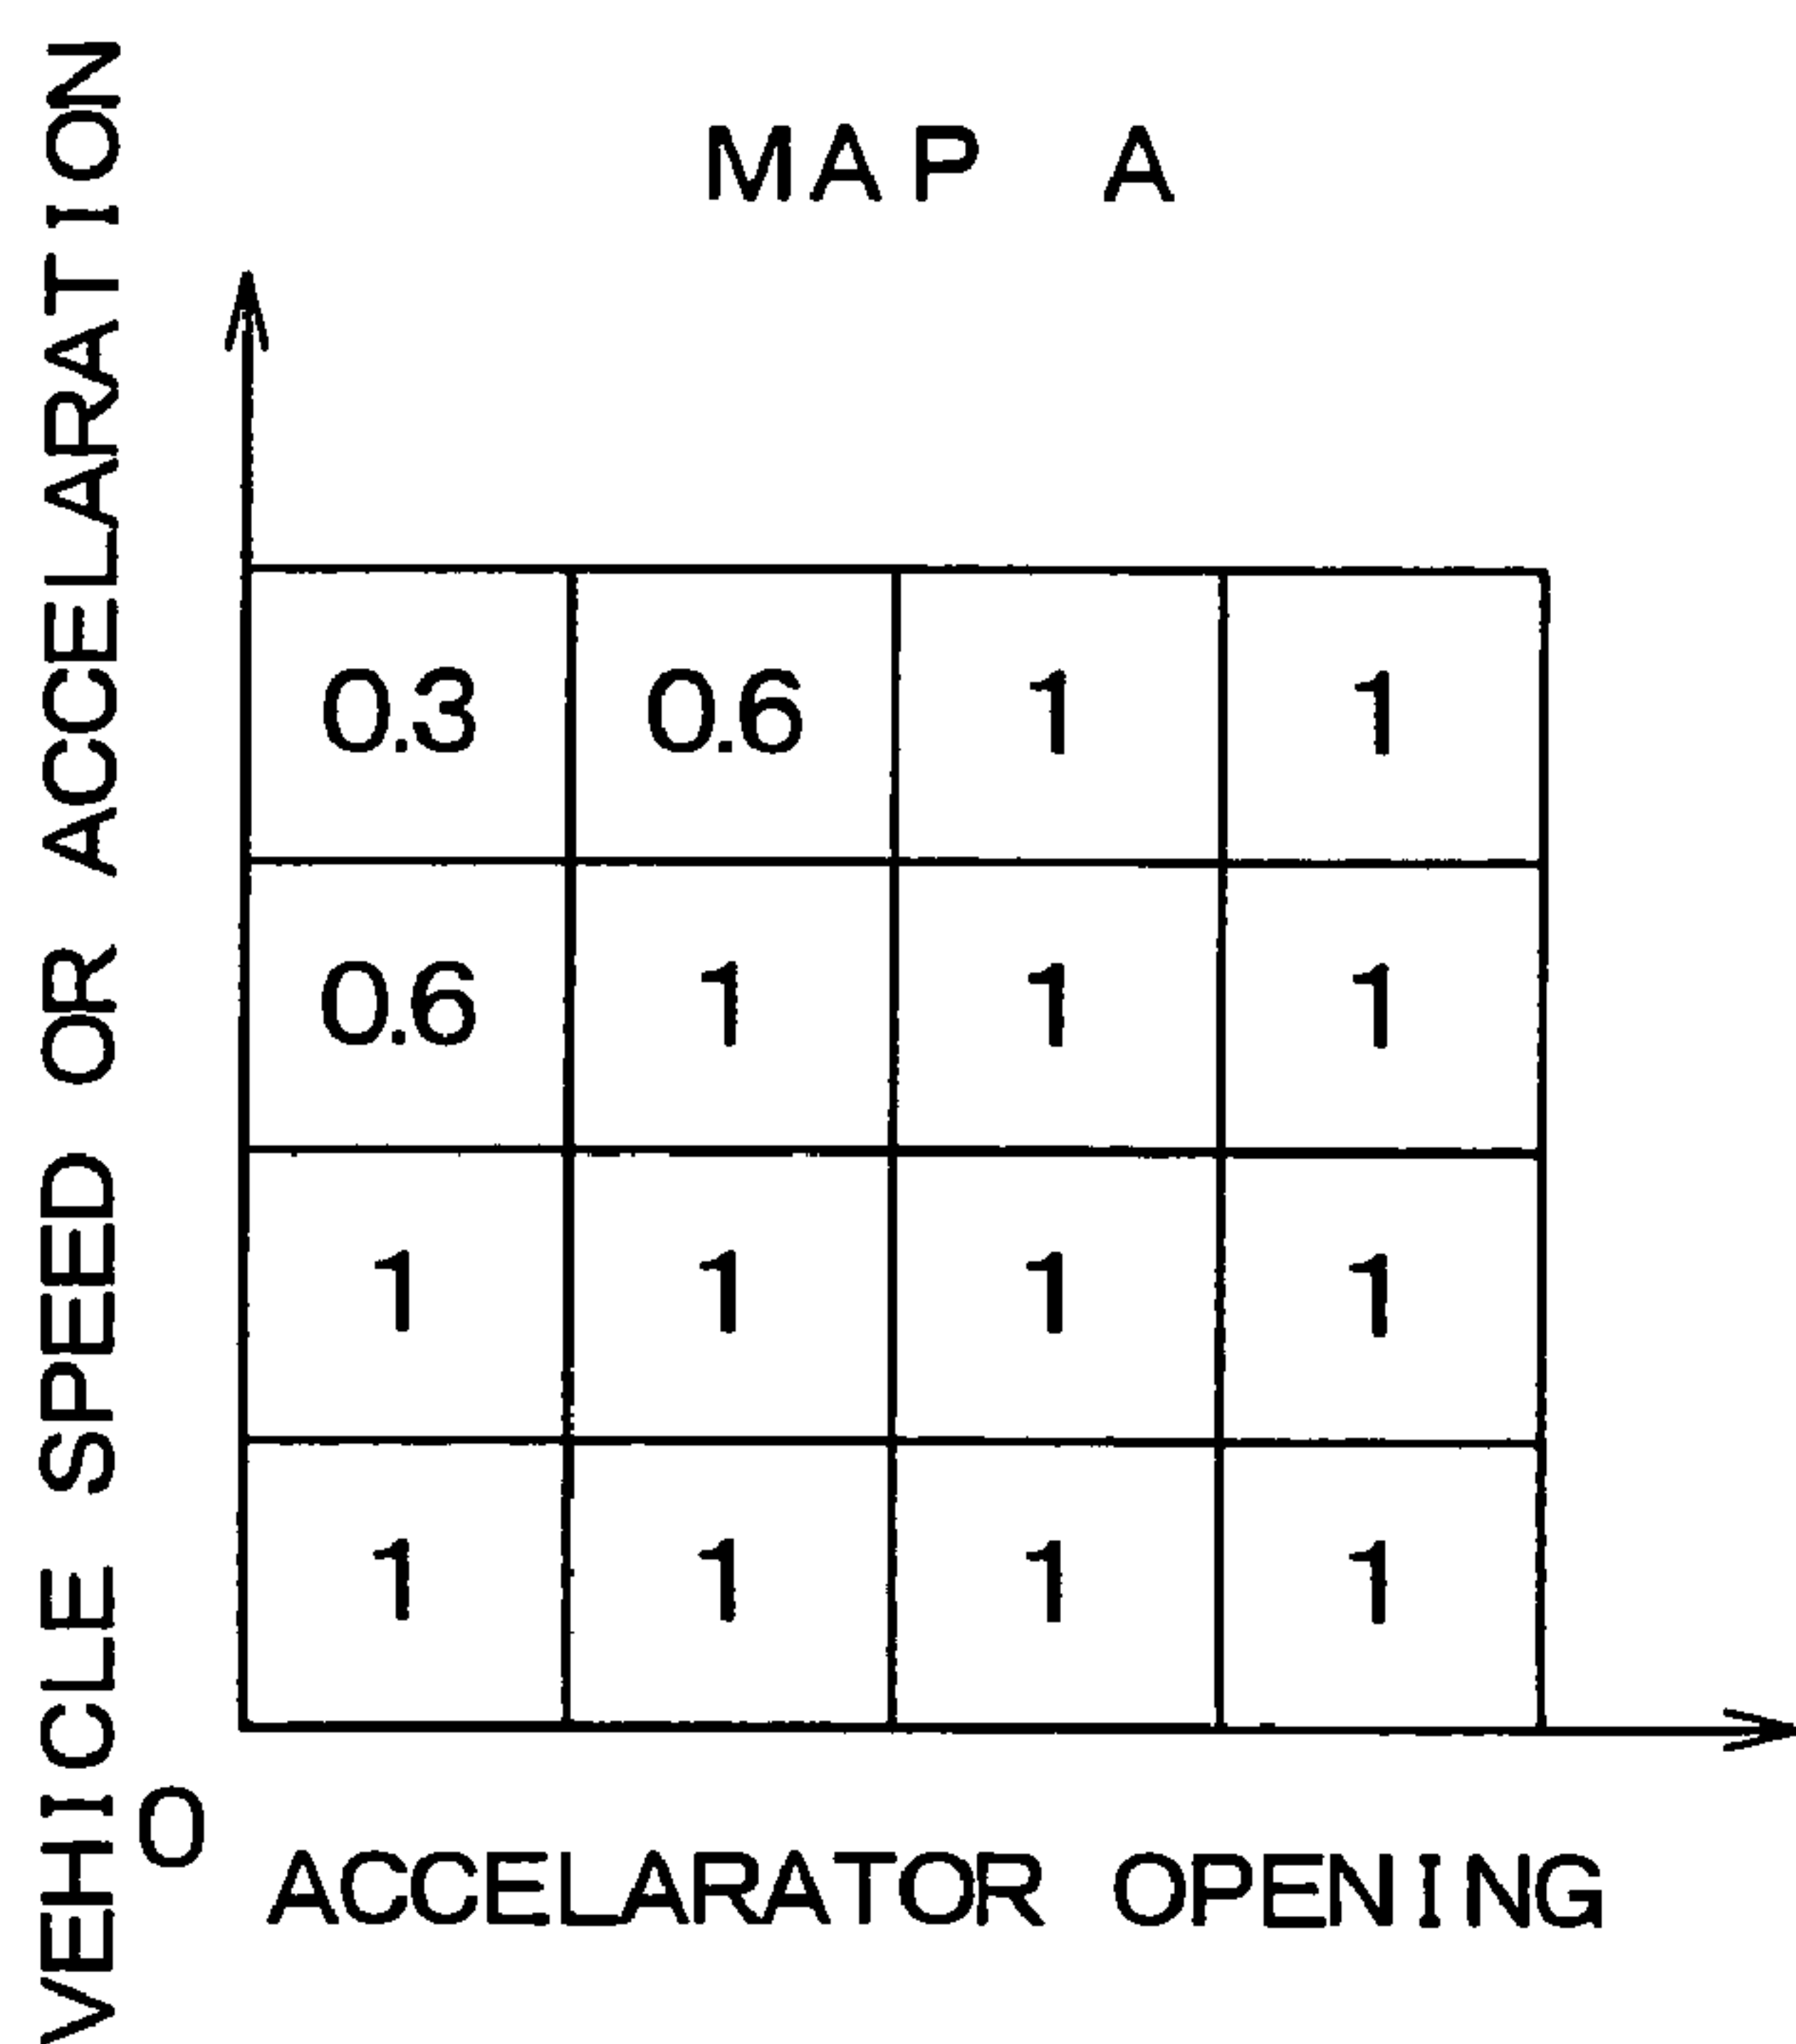 MAP A
VEHICLE SPEED OR ACCELARATION
0.3 0.6 1 1
0.6 1 1 1
1 1 1 1
1 1 1 1
0
ACCELARATOR OPENING